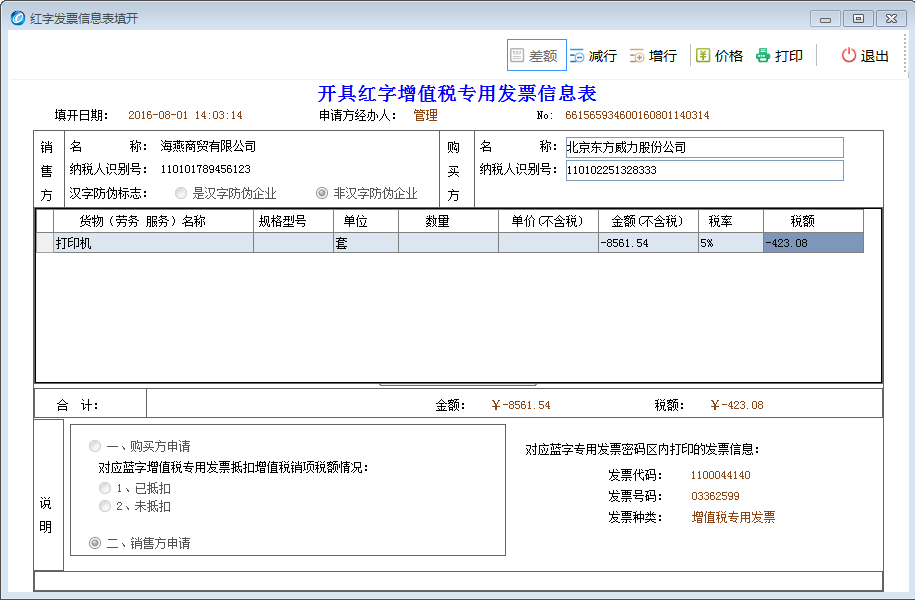 红字发票信息表填开
差额 减行 增行 价格 打印 退出
开具红字增值税专用发票信息表
填开日期： 2016-08-01 14:03:14 申请方经办人： 管理 No: 661565934600160801140314
销售方 名 称： 海燕商贸有限公司 购买方 名 称： 北京东方威力股份公司
纳税人识别号： 110101789456123 纳税人识别号： 110102251328333
汉字防伪标志： 是汉字防伪企业 非汉字防伪企业
货物（劳务 服务）名称 规格型号 单位 数量 单价(不含税) 金额(不含税) 税率 税额
打印机 套 -8561.54 5% -423.08
合 计： 金额： ￥-8561.54 税额： ￥-423.08
说明
一、购买方申请
对应蓝字增值税专用发票抵扣增值税销项税额情况：
1、已抵扣
2、未抵扣
二、销售方申请
对应蓝字专用发票密码区内打印的发票信息：
发票代码： 1100044140
发票号码： 03362599
发票种类： 增值税专用发票